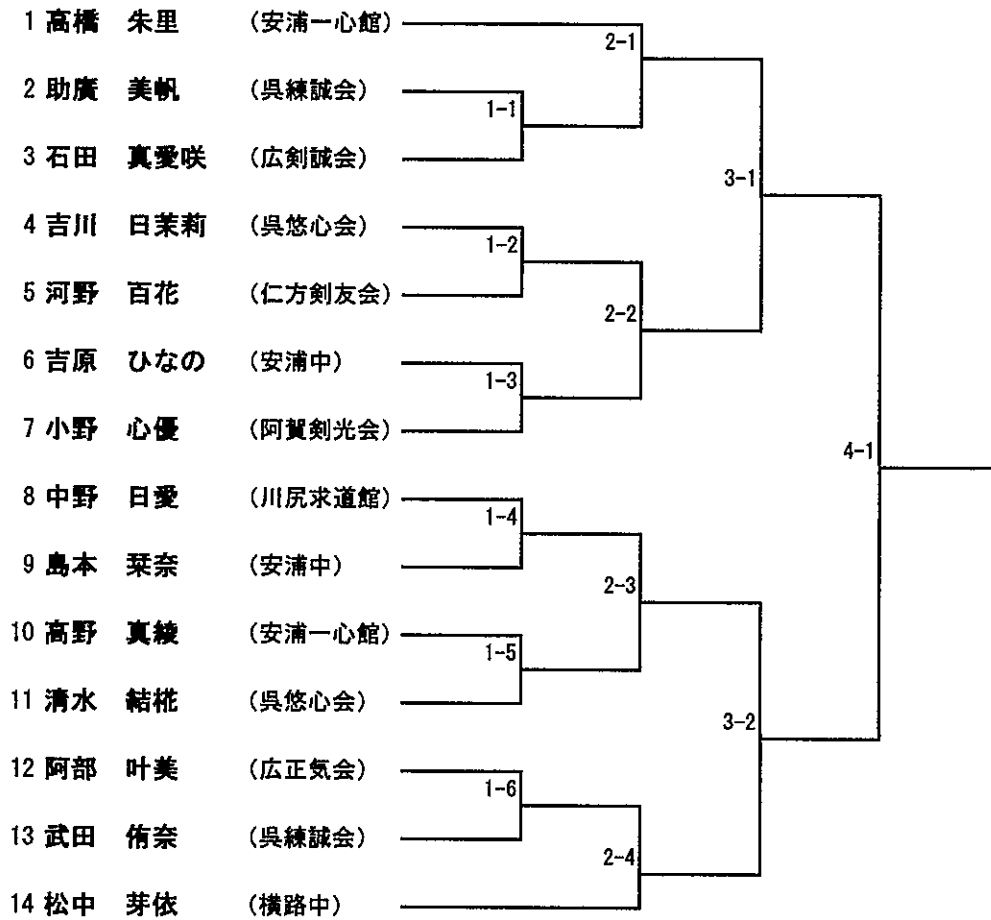 1 高橋 朱里 (安浦一心館)
2-1
2 助廣 美帆 (呉練誠会)
1-1
3 石田 真愛咲 (広剣誠会)
3-1
4 吉川 日茉莉 (呉悠心会)
1-2
5 河野 百花 (仁方剣友会)
2-2
6 吉原 ひなの (安浦中)
1-3
7 小野 心優 (阿賀剣光会)
4-1
8 中野 日愛 (川尻求道館)
1-4
9 島本 栞奈 (安浦中)
2-3
10 高野 真綾 (安浦一心館)
1-5
11 清水 結椛 (呉悠心会)
3-2
12 阿部 叶美 (広正気会)
1-6
13 武田 侑奈 (呉練誠会)
2-4
14 松中 芽依 (横路中)